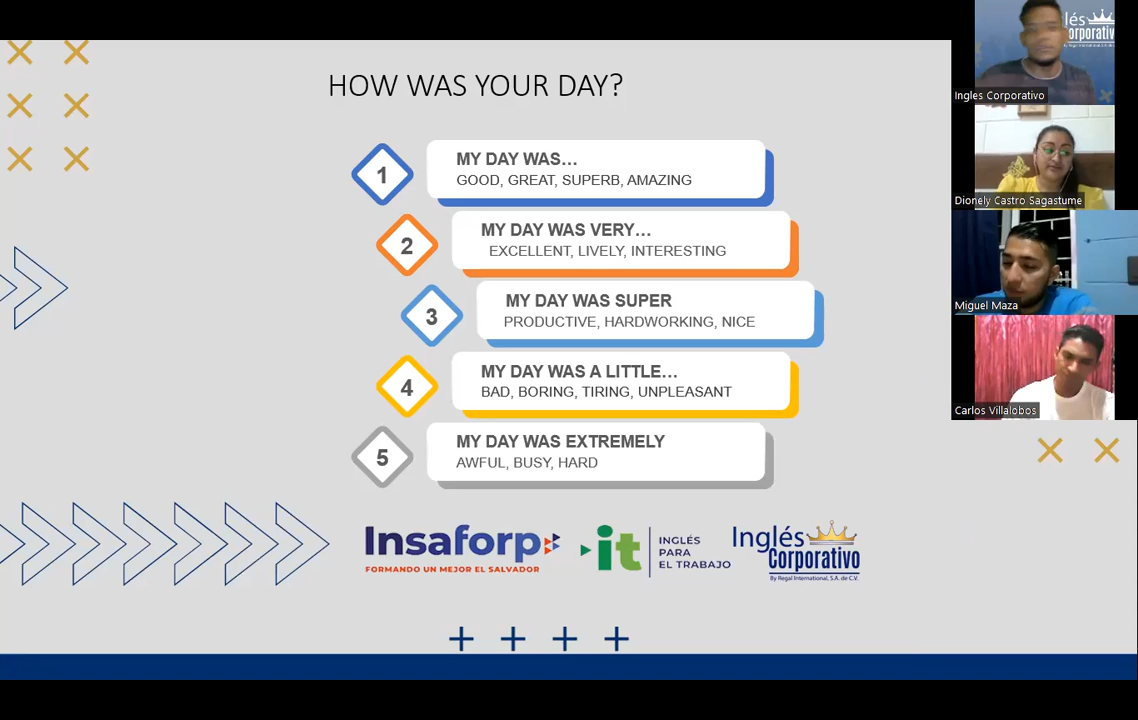 HOW WAS YOUR DAY?
1
MY DAY WAS...
GOOD, GREAT, SUPERB, AMAZING
2
MY DAY WAS VERY...
EXCELLENT, LIVELY, INTERESTING
3
MY DAY WAS SUPER
PRODUCTIVE, HARDWORKING, NICE
4
MY DAY WAS A LITTLE...
BAD, BORING, TIRING, UNPLEASANT
5
MY DAY WAS EXTREMELY
AWFUL, BUSY, HARD
Insaforp
FORMANDO UN MEJOR EL SALVADOR
it
INGLÉS
PARA
EL TRABAJO
Inglés
Corporativo
By Regal International, S.A. de C.V.
lés
orporativo
Ingles Corporativo
Dionely Castro Sagastume
Miguel Maza
Carlos Villalobos